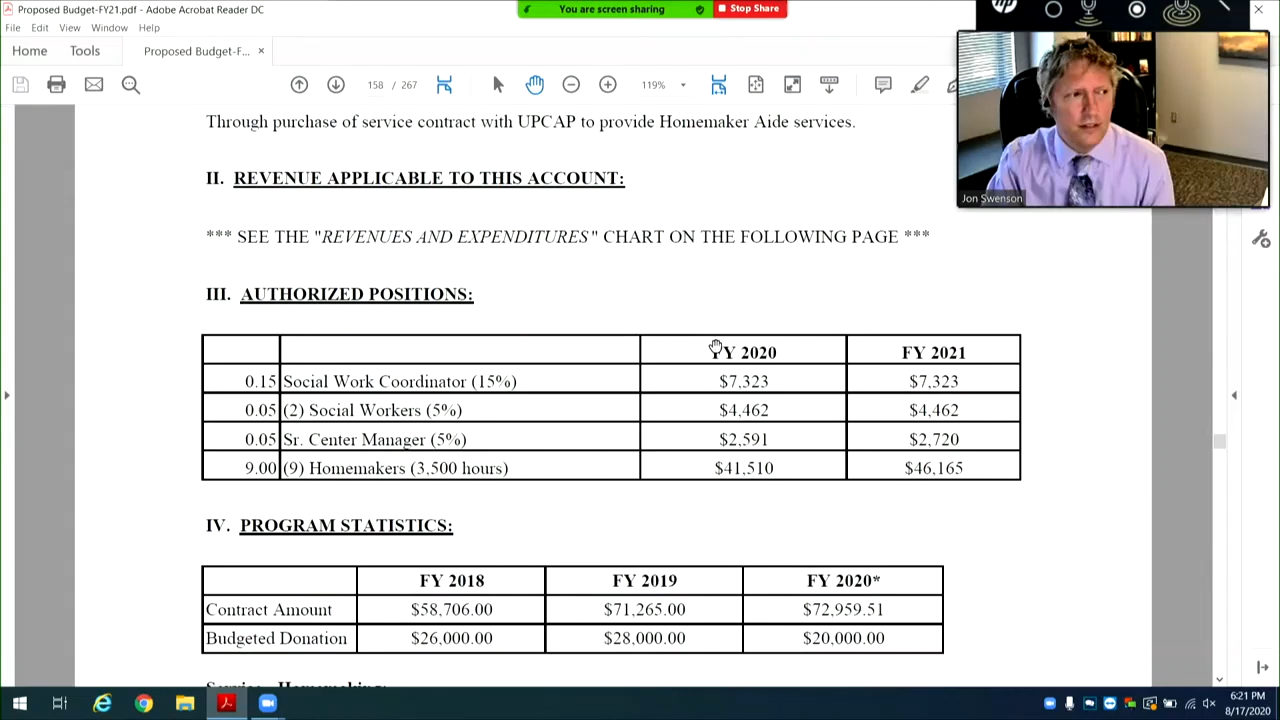 Proposed Budget-FY21.pdf - Adobe Acrobat Reader DC
You are screen sharing
Stop Share
File Edit View Window Help
Home Tools Proposed Budget-F... ×
158 / 267
119%
Through purchase of service contract with UPCAP to provide Homemaker Aide services.
II. REVENUE APPLICABLE TO THIS ACCOUNT:
*** SEE THE "REVENUES AND EXPENDITURES" CHART ON THE FOLLOWING PAGE ***
III. AUTHORIZED POSITIONS:
FY 2020 FY 2021
0.15 Social Work Coordinator (15%) $7,323 $7,323
0.05 (2) Social Workers (5%) $4,462 $4,462
0.05 Sr. Center Manager (5%) $2,591 $2,720
9.00 (9) Homemakers (3,500 hours) $41,510 $46,165
IV. PROGRAM STATISTICS:
FY 2018 FY 2019 FY 2020*
Contract Amount $58,706.00 $71,265.00 $72,959.51
Budgeted Donation $26,000.00 $28,000.00 $20,000.00
Service - Homemaking:
Jon Swenson
hp
6:21 PM
8/17/2020